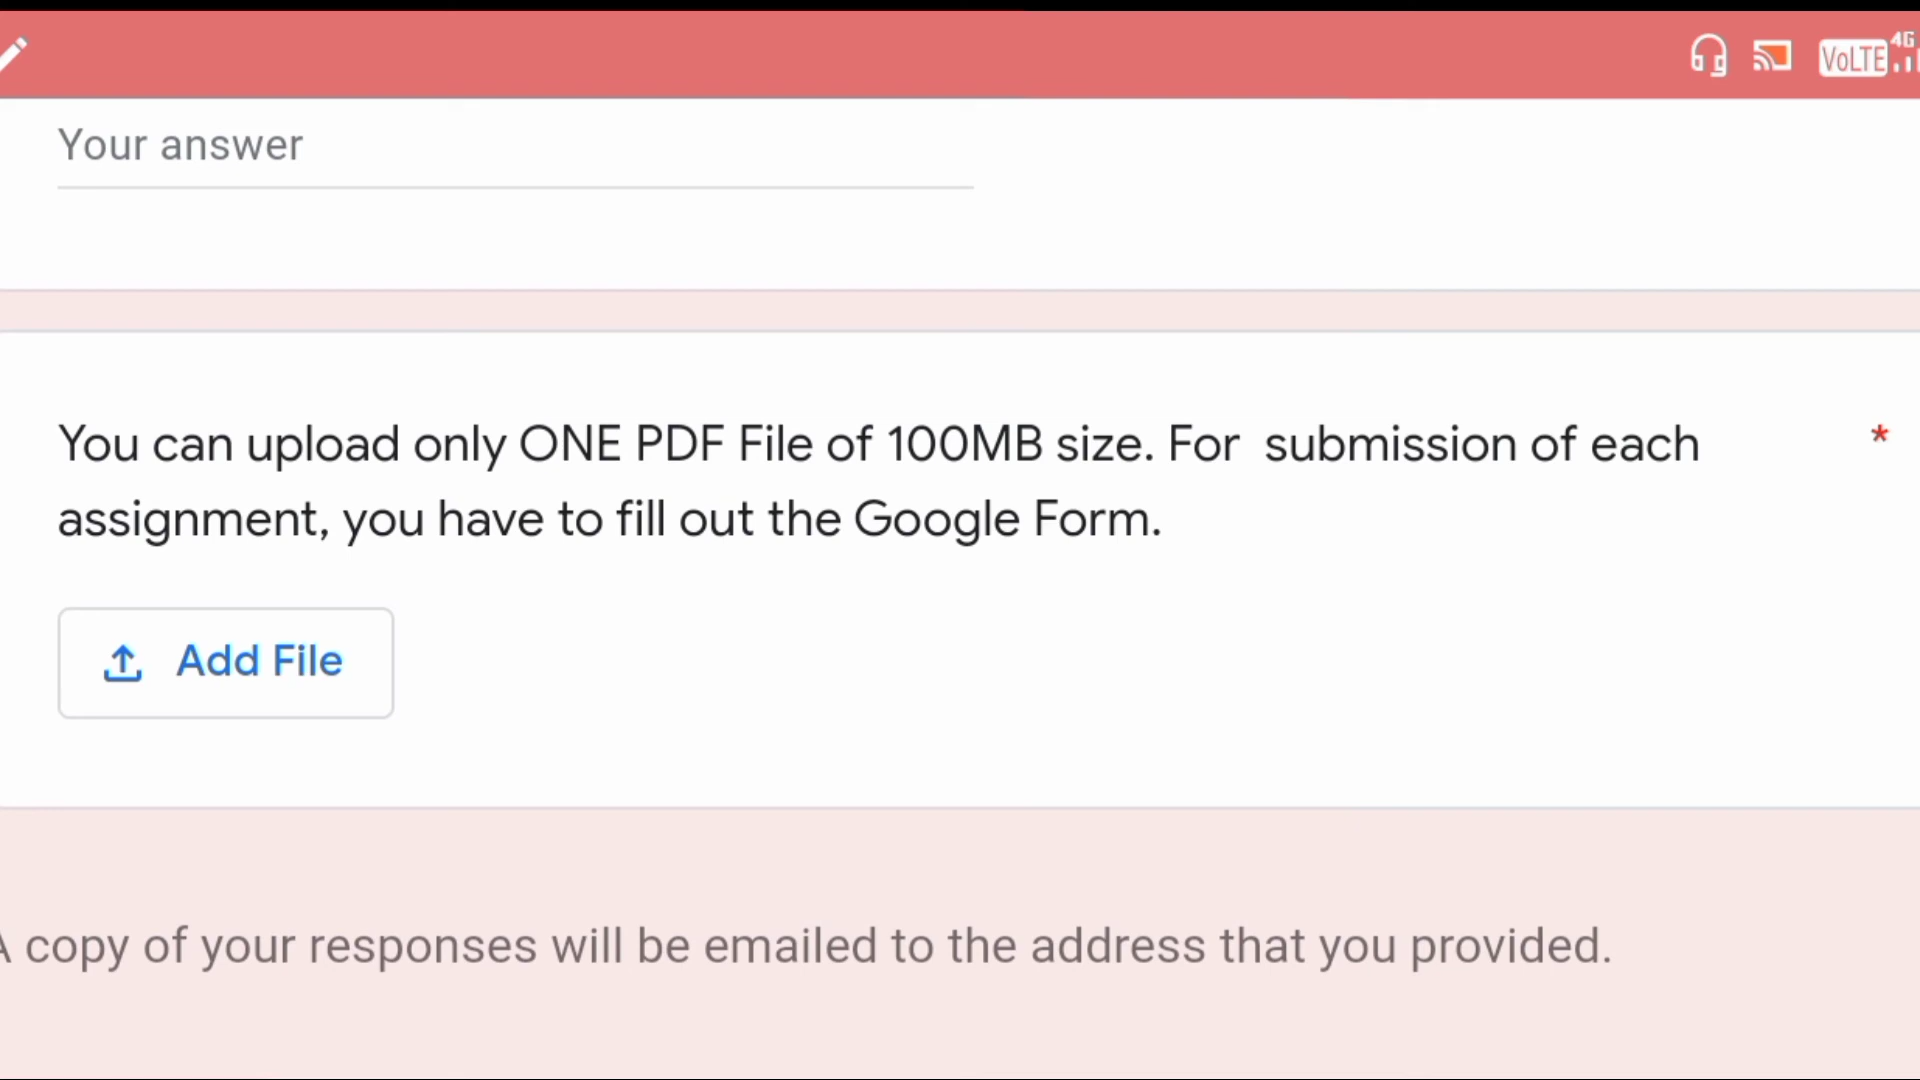 VoLTE 4G
Your answer
You can upload only ONE PDF File of 100MB size. For  submission of each *
assignment, you have to fill out the Google Form.
Add File
A copy of your responses will be emailed to the address that you provided.